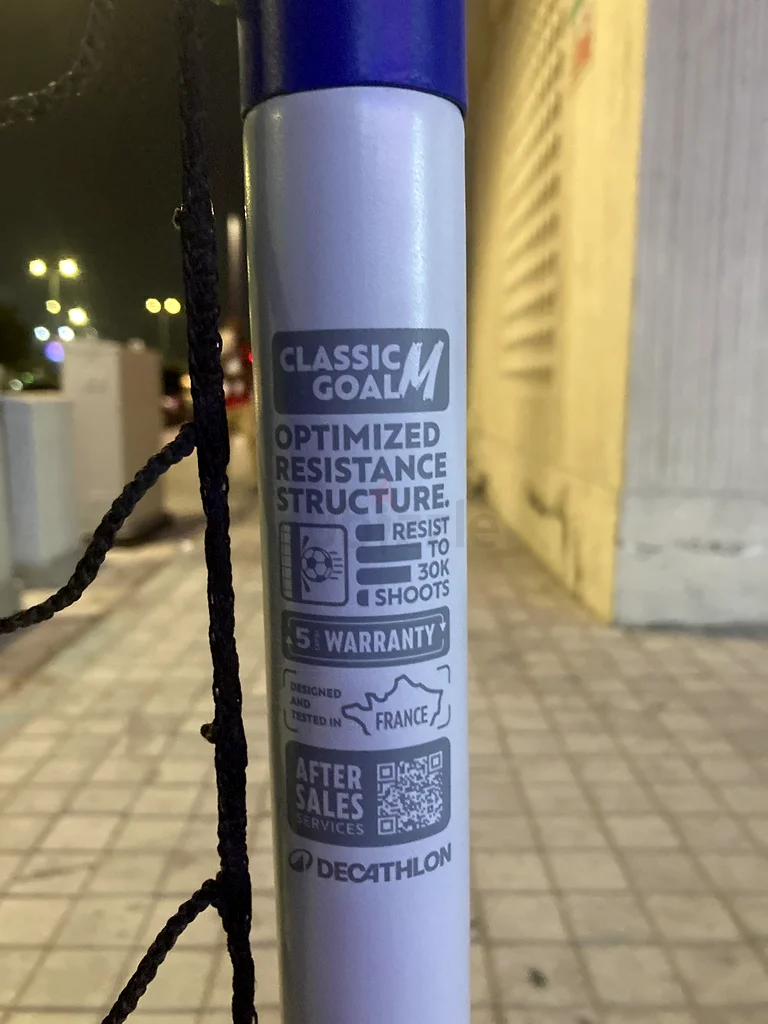 CLASSIC
GOAL M
OPTIMIZED
RESISTANCE
STRUCTURE.
RESIST
TO
30K
SHOOTS
5 WARRANTY
DESIGNED
AND
TESTED IN
FRANCE
AFTER
SALES
SERVICES
DECATHLON